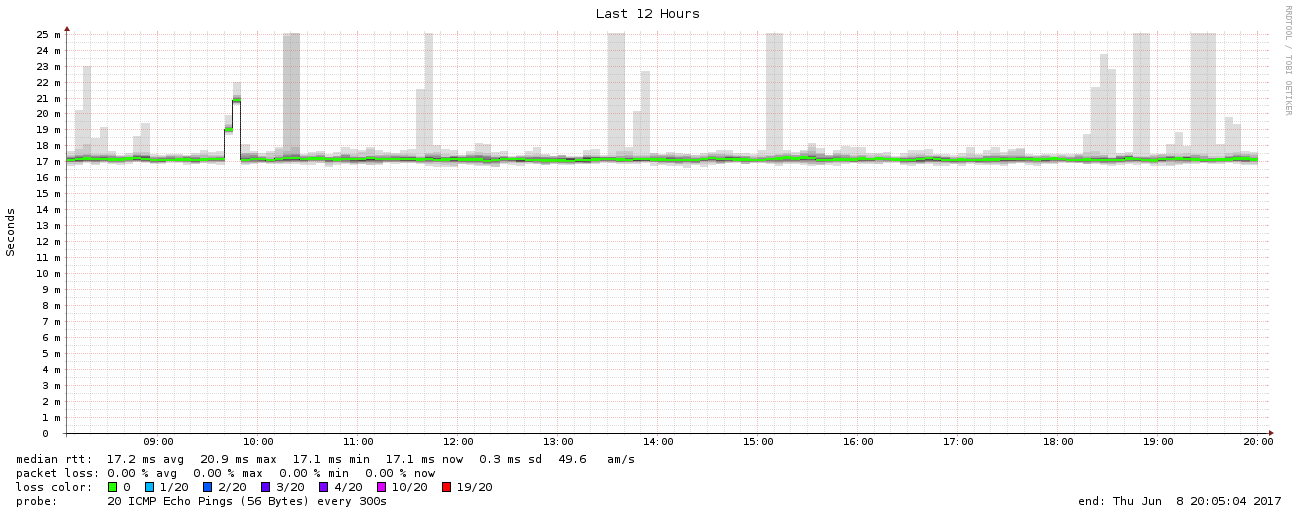 Last 12 Hours
RRDTOOL / TOBI OETIKER
25 m
24 m
23 m
22 m
21 m
20 m
19 m
18 m
17 m
16 m
15 m
14 m
13 m
12 m
11 m
10 m
9 m
8 m
7 m
6 m
5 m
4 m
3 m
2 m
1 m
0
Seconds
09:00 10:00 11:00 12:00 13:00 14:00 15:00 16:00 17:00 18:00 19:00 20:00
median rtt: 17.2 ms avg 20.9 ms max 17.1 ms min 17.1 ms now 0.3 ms sd 49.6 am/s
packet loss: 0.00 % avg 0.00 % max 0.00 % min 0.00 % now
loss color: 0 1/20 2/20 3/20 4/20 10/20 19/20
probe: 20 ICMP Echo Pings (56 Bytes) every 300s end: Thu Jun 8 20:05:04 2017